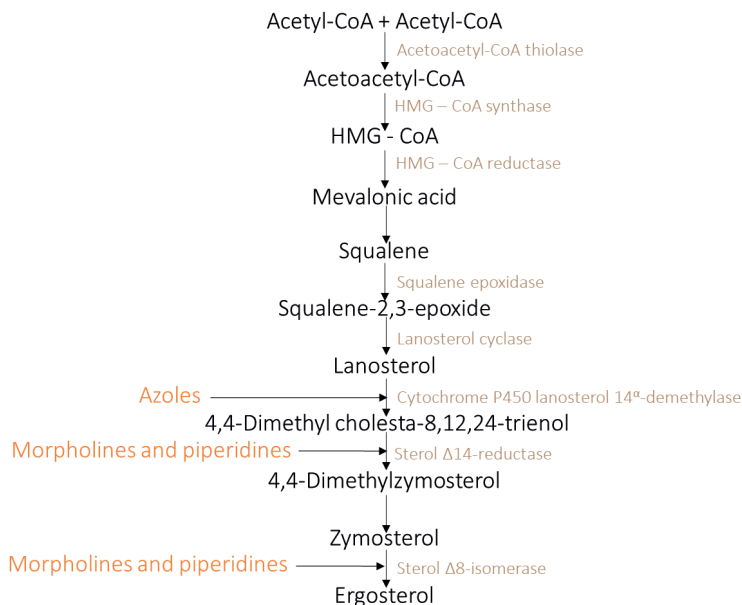 Acetyl-CoA + Acetyl-CoA
Acetoacetyl-CoA thiolase
Acetoacetyl-CoA
HMG – CoA synthase
HMG - CoA
HMG – CoA reductase
Mevalonic acid
Squalene
Squalene epoxidase
Squalene-2,3-epoxide
Lanosterol cyclase
Lanosterol
Azoles
Cytochrome P450 lanosterol 14ᵅ-demethylase
4,4-Dimethyl cholesta-8,12,24-trienol
Morpholines and piperidines
Sterol Δ14-reductase
4,4-Dimethylzymosterol
Zymosterol
Morpholines and piperidines
Sterol Δ8-isomerase
Ergosterol